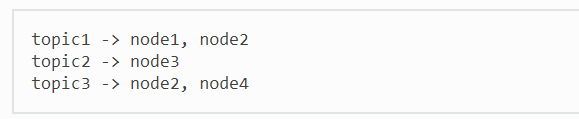 topic1 -> node1, node2
topic2 -> node3
topic3 -> node2, node4